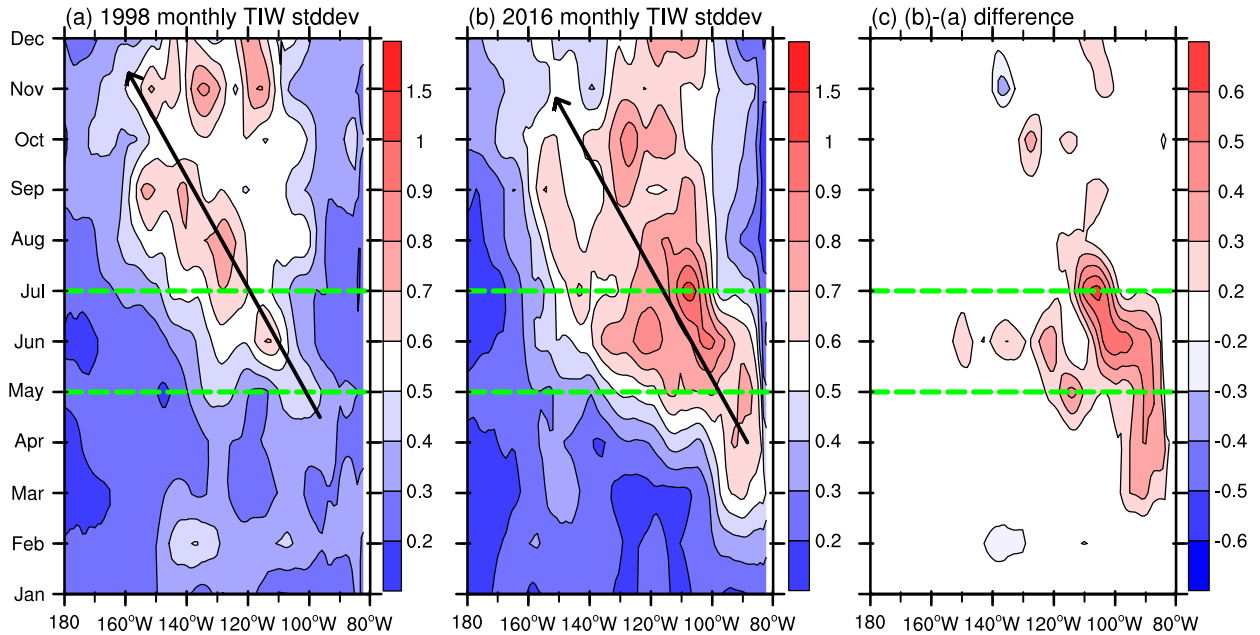 (a) 1998 monthly TIW stddev
(b) 2016 monthly TIW stddev
(c) (b)-(a) difference
Dec
Nov
Oct
Sep
Aug
Jul
Jun
May
Apr
Mar
Feb
Jan
180 160°W 140°W 120°W 100°W 80°W
1.5
1
0.9
0.8
0.7
0.6
0.5
0.4
0.3
0.2
180 160°W 140°W 120°W 100°W 80°W
1.5
1
0.9
0.8
0.7
0.6
0.5
0.4
0.3
0.2
180 160°W 140°W 120°W 100°W 80°W
0.6
0.5
0.4
0.3
0.2
-0.2
-0.3
-0.4
-0.5
-0.6